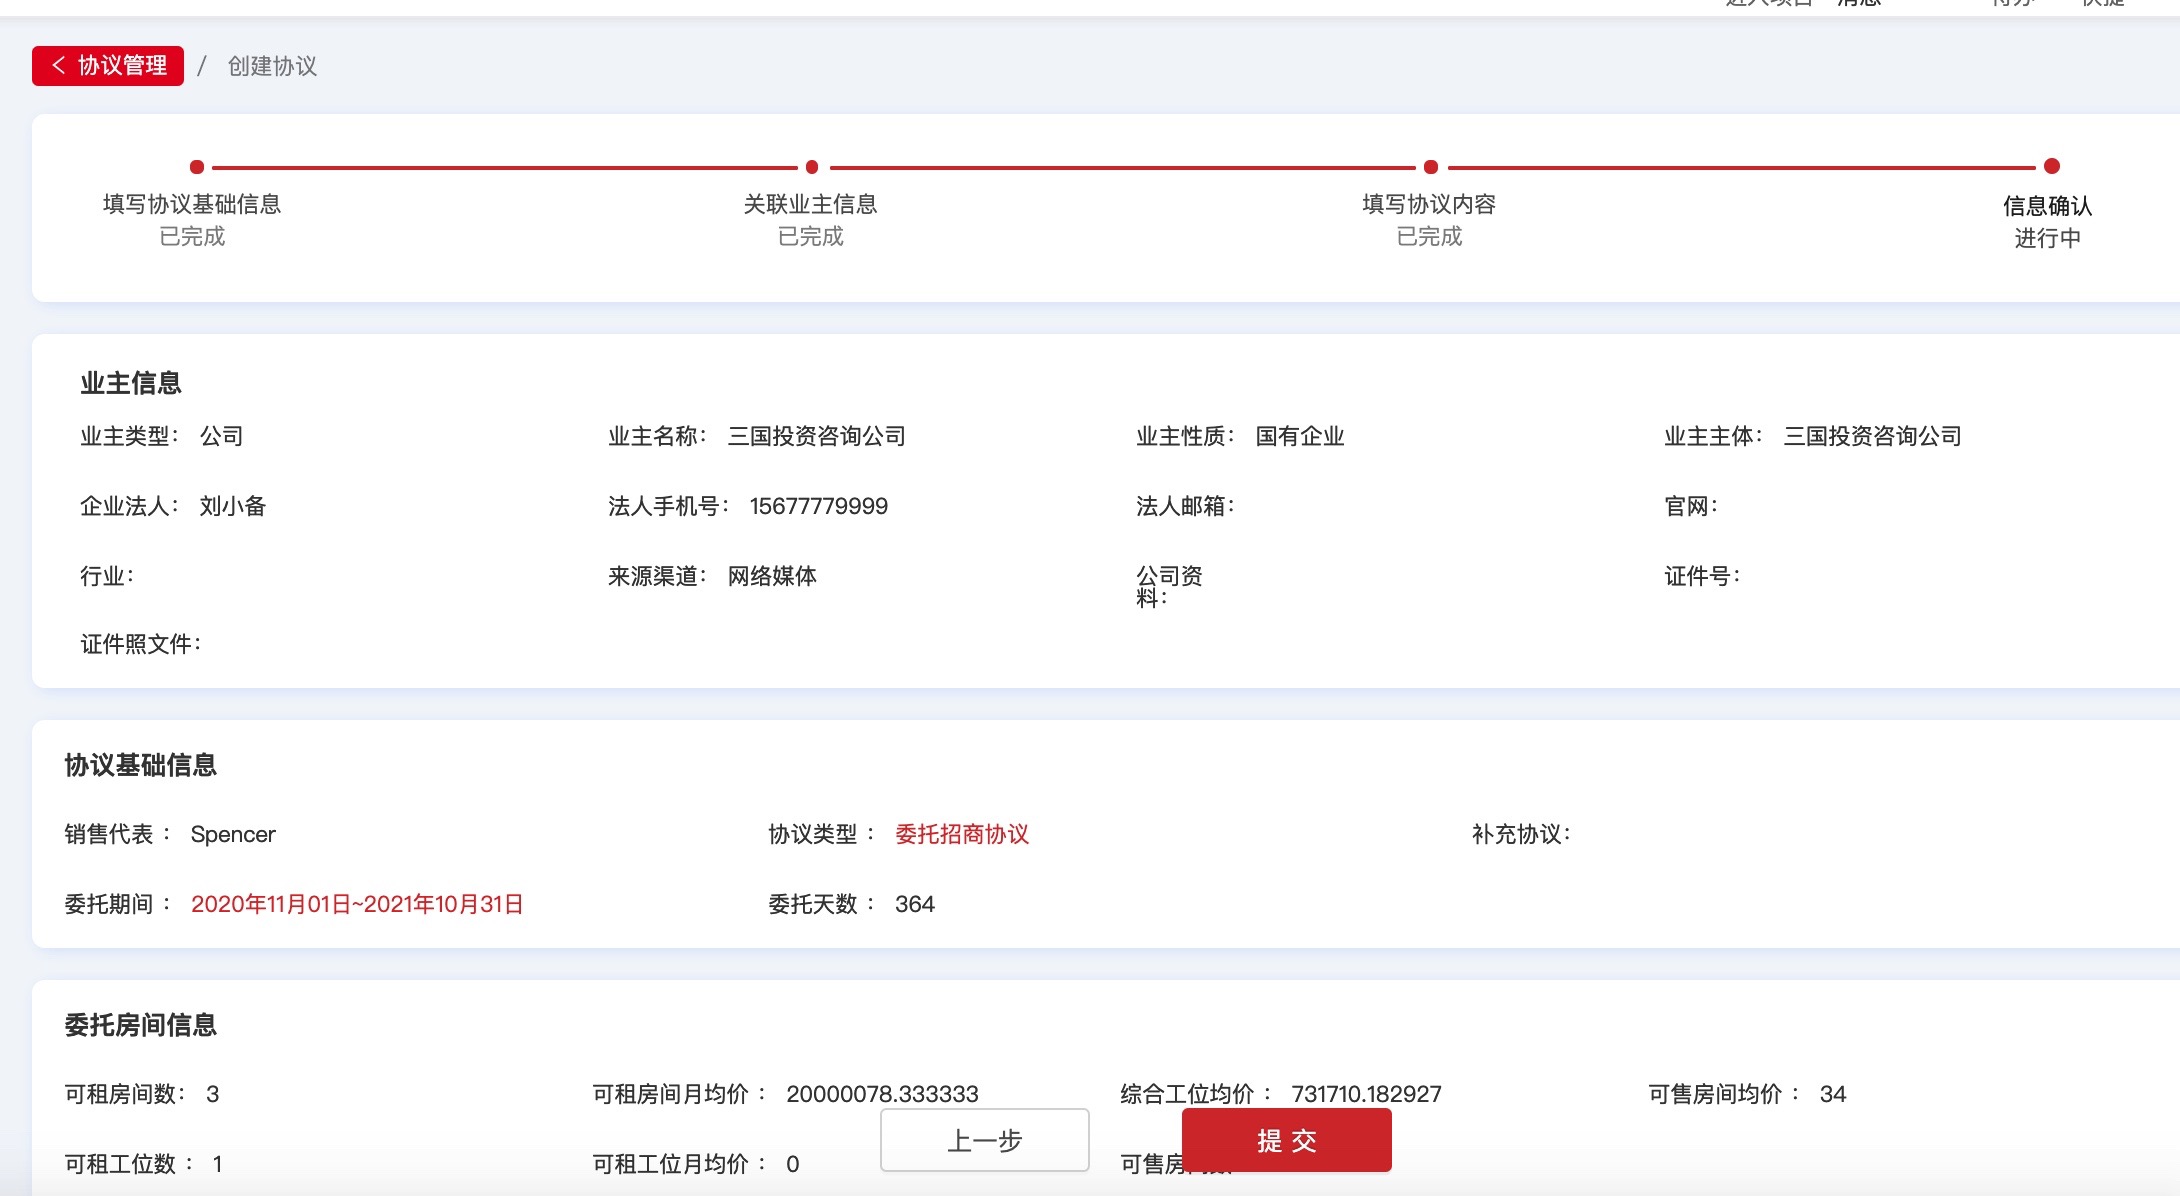 消息
协议管理 / 创建协议
填写协议基础信息 关联业主信息 填写协议内容 信息确认
已完成 已完成 已完成 进行中
业主信息
业主类型： 公司 业主名称： 三国投资咨询公司 业主性质： 国有企业 业主主体： 三国投资咨询公司
企业法人： 刘小备 法人手机号： 15677779999 法人邮箱： 官网：
行业： 来源渠道： 网络媒体 公司资 证件号：
料：
证件照文件：
协议基础信息
销售代表 ： Spencer 协议类型 ： 委托招商协议 补充协议：
委托期间 ： 2020年11月01日~2021年10月31日 委托天数 ： 364
委托房间信息
可租房间数： 3 可租房间月均价 ： 20000078.333333 综合工位均价 ： 731710.182927 可售房间均价 ： 34
上一步 提 交
可租工位数 ： 1 可租工位月均价 ： 0 可售房